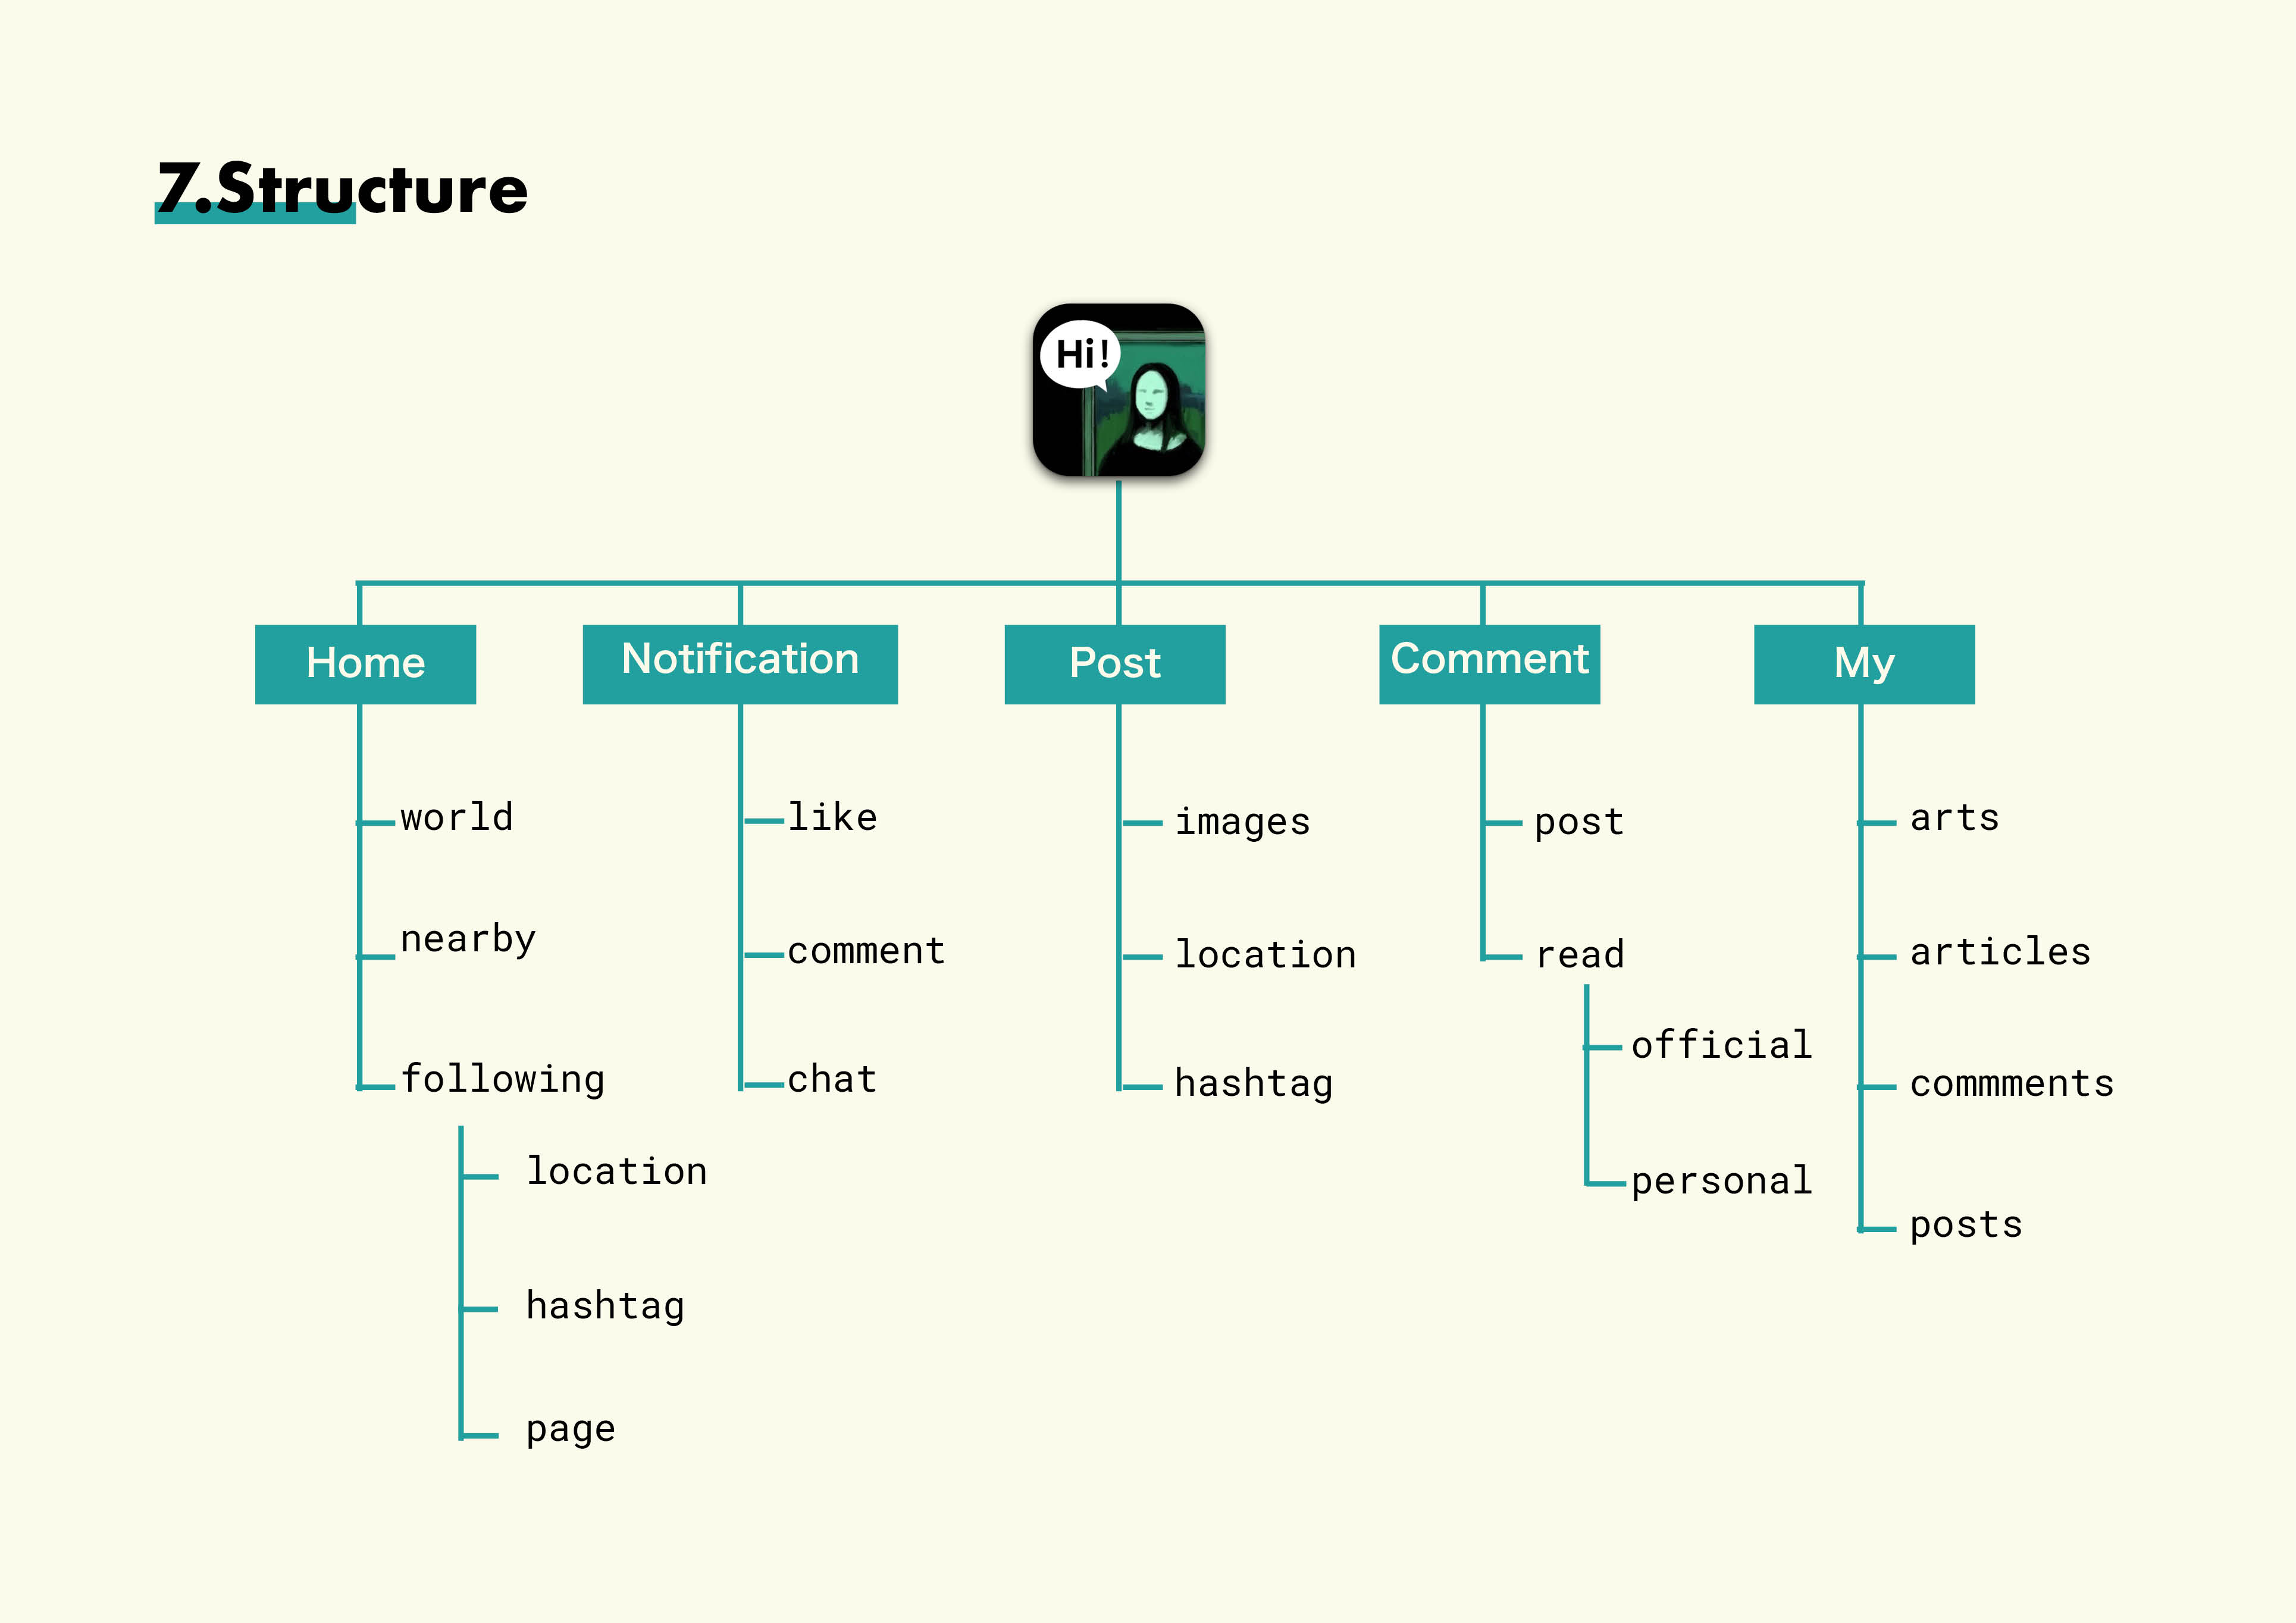 7.Structure
Hi!
Home
Notification
Post
Comment
My
world
nearby
following
location
hashtag
page
like
comment
chat
images
location
hashtag
post
read
official
personal
arts
articles
commments
posts